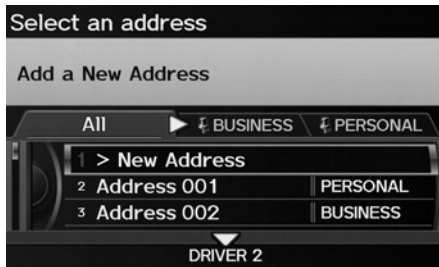 Select an address
Add a New Address
All BUSINESS PERSONAL
1 > New Address
2 Address 001 PERSONAL
3 Address 002 BUSINESS
DRIVER 2